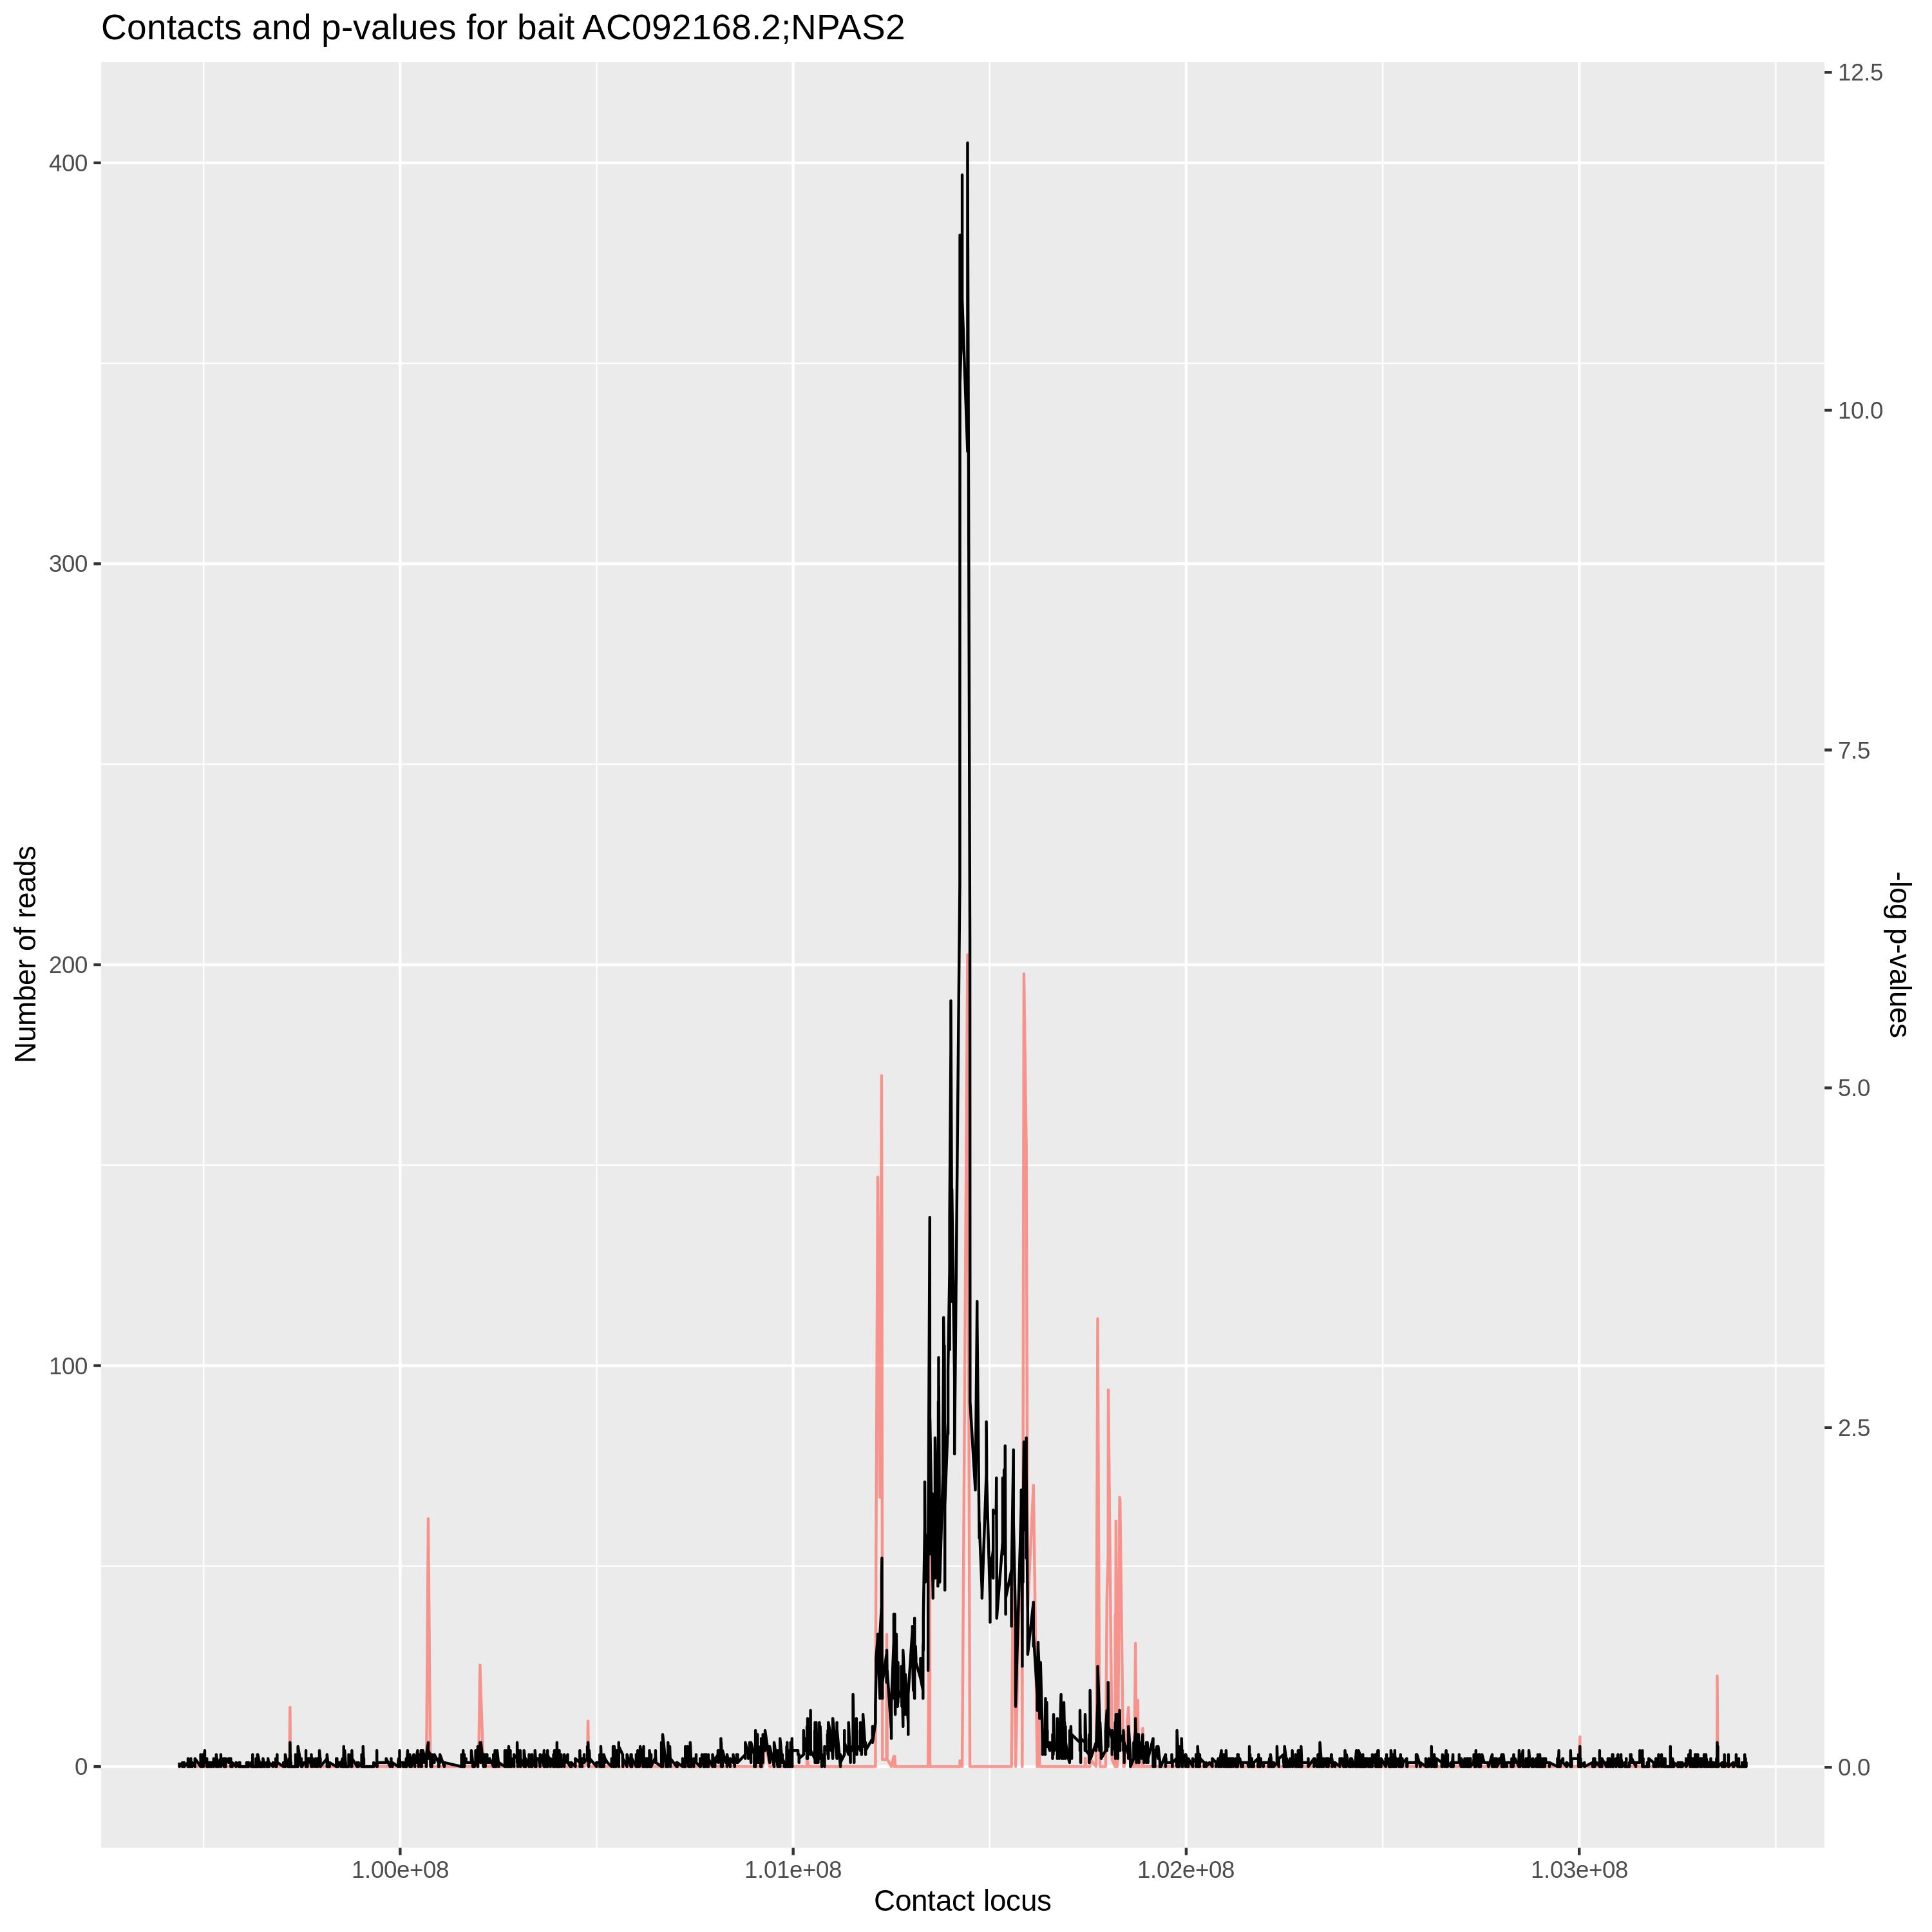 Contacts and p-values for bait AC092168.2;NPAS2
12.5
400
10.0
300
7.5
200
5.0
100
2.5
0
0.0
Number of reads
-log p-values
1.00e+08
1.01e+08
1.02e+08
1.03e+08
Contact locus